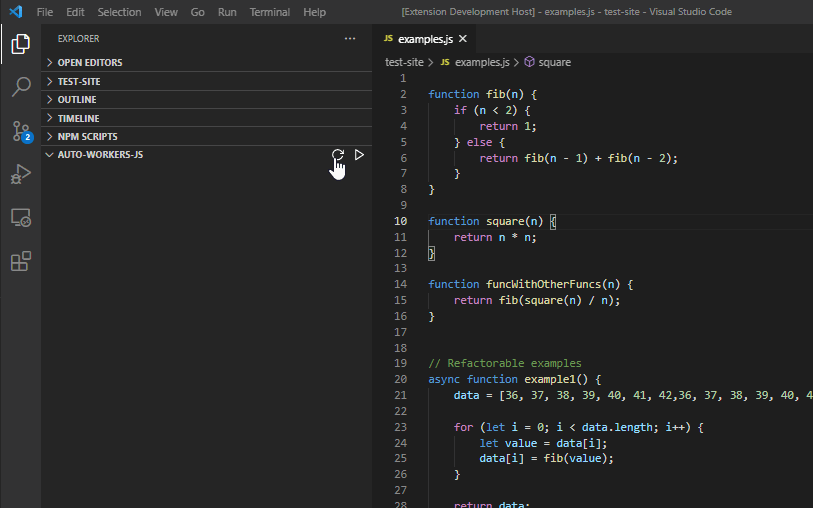 File Edit Selection View Go Run Terminal Help [Extension Development Host] - examples.js - test-site - Visual Studio Code
EXPLORER ...
OPEN EDITORS
TEST-SITE
OUTLINE
TIMELINE
NPM SCRIPTS
AUTO-WORKERS-JS
2
JS examples.js
test-site > JS examples.js > square
1
2 function fib(n) {
3 if (n < 2) {
4 return 1;
5 } else {
6 return fib(n - 1) + fib(n - 2);
7 }
8 }
9
10 function square(n) {
11 return n * n;
12 }
13
14 function funcWithOtherFuncs(n) {
15 return fib(square(n) / n);
16 }
17
18
19 // Refactorable examples
20 async function example1() {
21 data = [36, 37, 38, 39, 40, 41, 42,36, 37, 38, 39, 40, 4
22
23 for (let i = 0; i < data.length; i++) {
24 let value = data[i];
25 data[i] = fib(value);
26 }
27
28 return data;